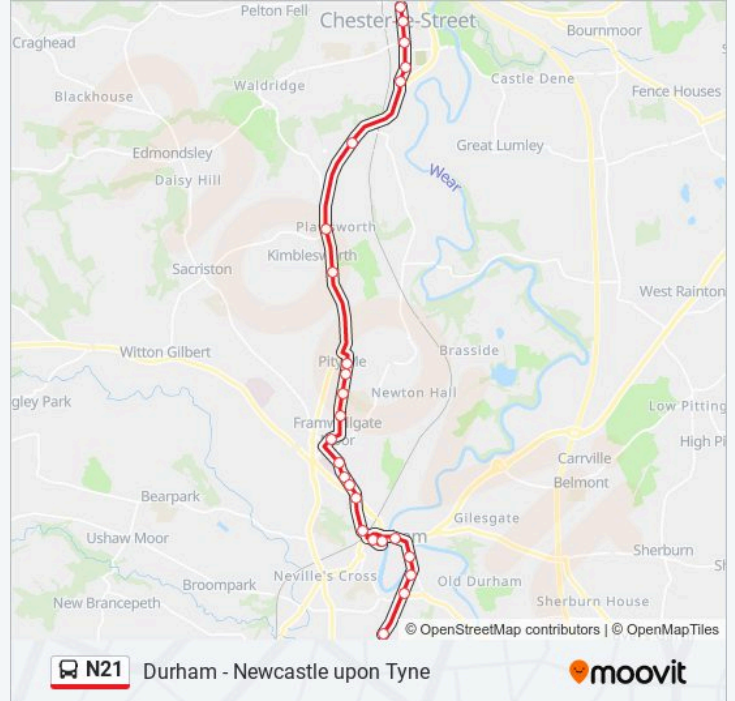 Pelton Fell
Chester-le-Street
Bournmoor
Craghead
Castle Dene
Waldridge
Fence Houses
Blackhouse
Great Lumley
Edmondsley
Daisy Hill
Wear
Kimblesworth
Sacriston
West Rainton
Witton Gilbert
Brasside
Newton Hall
gley Park
Low Pitting
High Pi
Carrville
Belmont
Bearpark
Gilesgate
Ushaw Moor
Sherburn
Neville's Cross
Broompark
Old Durham
New Brancepeth
Sherburn House
© OpenStreetMap contributors | © OpenMapTiles
N21
Durham - Newcastle upon Tyne
moovit